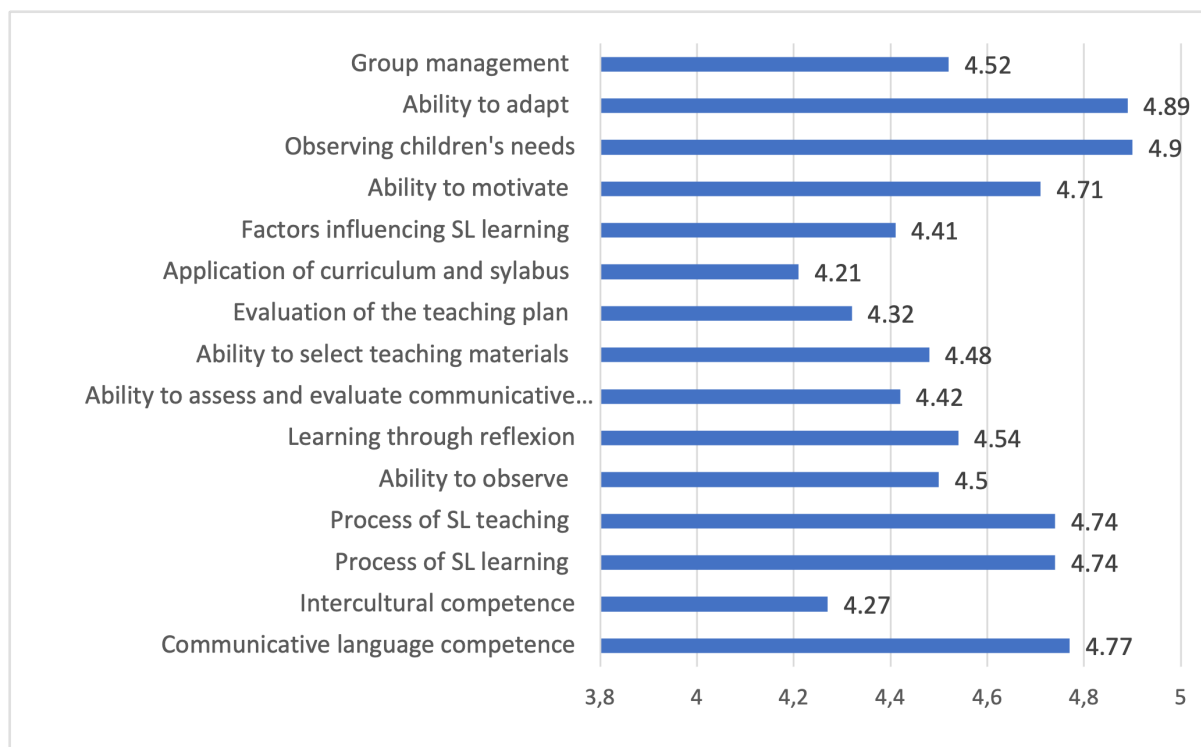 Group management 4.52
Ability to adapt 4.89
Observing children's needs 4.9
Ability to motivate 4.71
Factors influencing SL learning 4.41
Application of curriculum and sylabus 4.21
Evaluation of the teaching plan 4.32
Ability to select teaching materials 4.48
Ability to assess and evaluate communicative... 4.42
Learning through reflexion 4.54
Ability to observe 4.5
Process of SL teaching 4.74
Process of SL learning 4.74
Intercultural competence 4.27
Communicative language competence 4.77
3,8 4 4,2 4,4 4,6 4,8 5